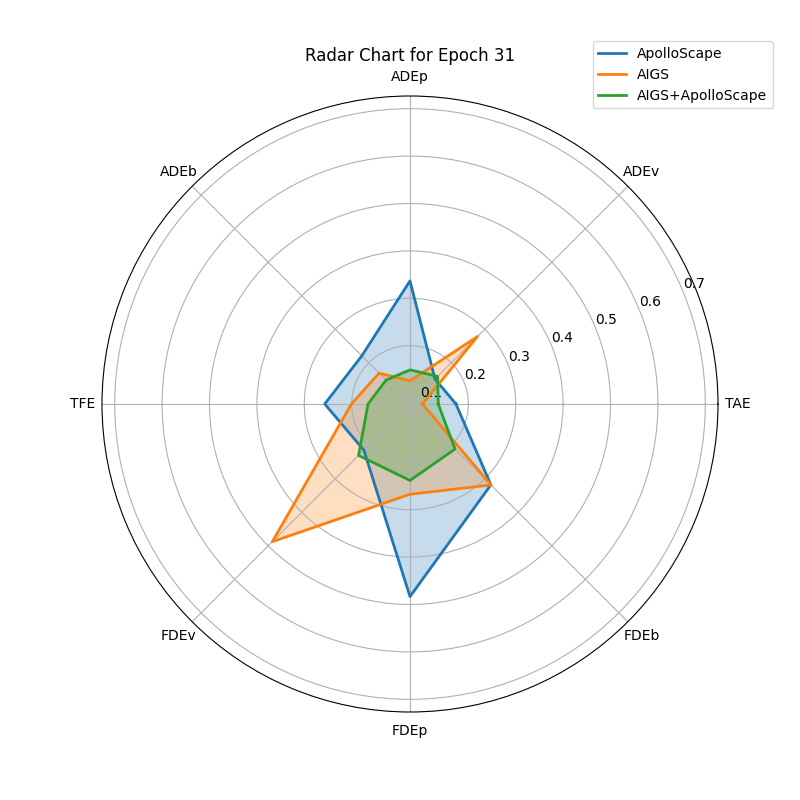 Radar Chart for Epoch 31
ApolloScape
AIGS
AIGS+ApolloScape
ADEp
ADEb
ADEv
0.7
0.6
0.5
0.4
0.3
0.2
0.1
TFE
TAE
FDEv
FDEb
FDEp